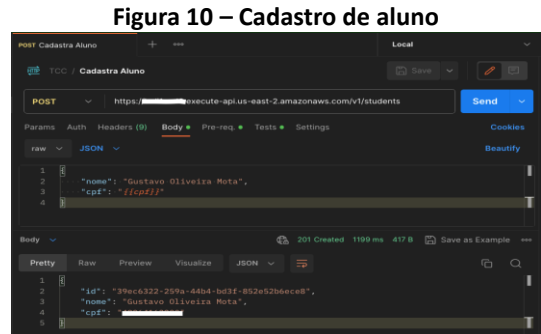 Figura 10 – Cadastro de aluno
POST Cadastra Aluno + ••• Local
HTTP TCC / Cadastra Aluno Save
POST https:/ execute-api.us-east-2.amazonaws.com/v1/students Send
Params Auth Headers (9) Body Pre-req. Tests Settings Cookies
raw JSON Beautify
1 {
2 "nome": "Gustavo Oliveira Mota",
3 "cpf": "{{cpf}}"
4 }
Body 201 Created 1199 ms 417 B Save as Example •••
Pretty Raw Preview Visualize JSON
1 {
2 "id": "39ec6322-259a-44b4-bd3f-852e52b6ece8",
3 "nome": "Gustavo Oliveira Mota",
4 "cpf": "
5 }